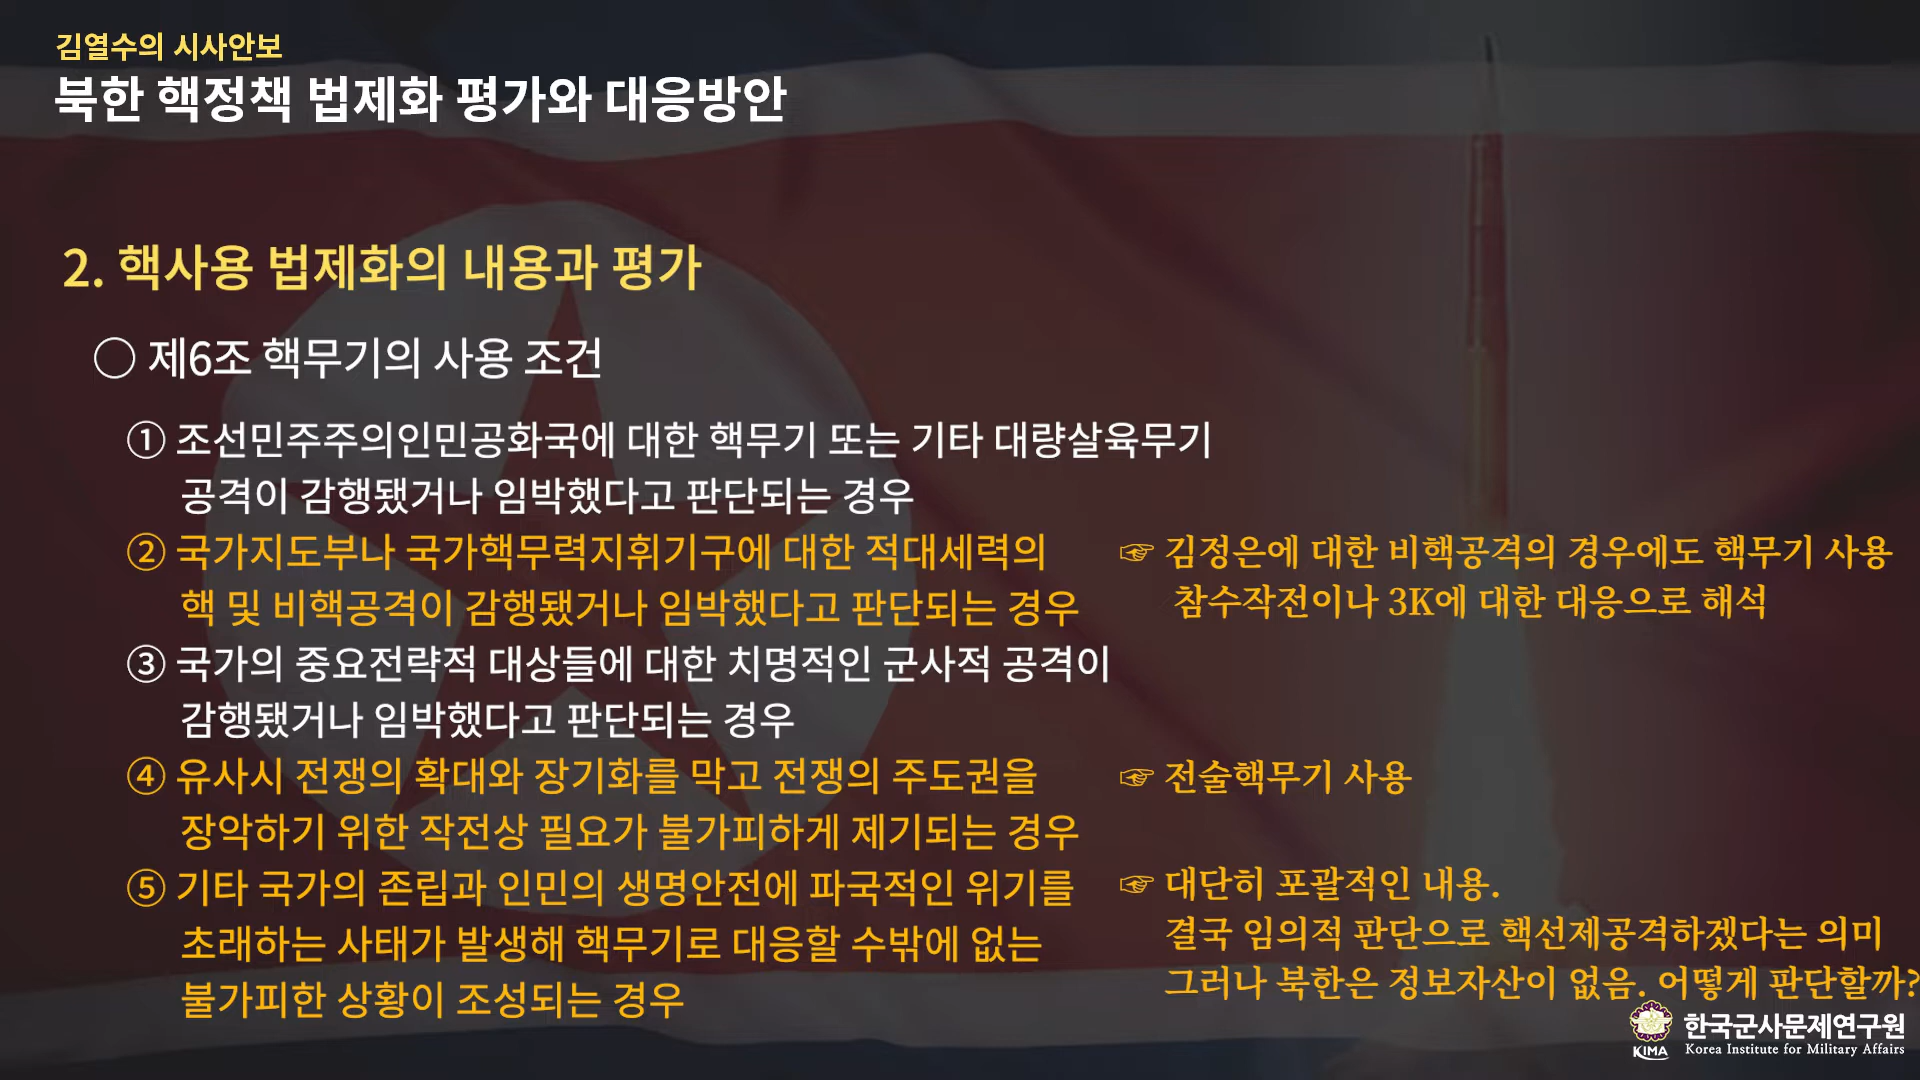 김열수의 시사안보
북한 핵정책 법제화 평가와 대응방안
2. 핵사용 법제화의 내용과 평가
○ 제6조 핵무기의 사용 조건
① 조선민주주의인민공화국에 대한 핵무기 또는 기타 대량살육무기
공격이 감행됐거나 임박했다고 판단되는 경우
② 국가지도부나 국가핵무력지휘기구에 대한 적대세력의
핵 및 비핵공격이 감행됐거나 임박했다고 판단되는 경우
☞ 김정은에 대한 비핵공격의 경우에도 핵무기 사용
참수작전이나 3K에 대한 대응으로 해석
③ 국가의 중요전략적 대상들에 대한 치명적인 군사적 공격이
감행됐거나 임박했다고 판단되는 경우
④ 유사시 전쟁의 확대와 장기화를 막고 전쟁의 주도권을
장악하기 위한 작전상 필요가 불가피하게 제기되는 경우
☞ 전술핵무기 사용
⑤ 기타 국가의 존립과 인민의 생명안전에 파국적인 위기를
초래하는 사태가 발생해 핵무기로 대응할 수밖에 없는
불가피한 상황이 조성되는 경우
☞ 대단히 포괄적인 내용.
결국 임의적 판단으로 핵선제공격하겠다는 의미
그러나 북한은 정보자산이 없음. 어떻게 판단할까?
KIMA
한국군사문제연구원
Korea Institute for Military Affairs